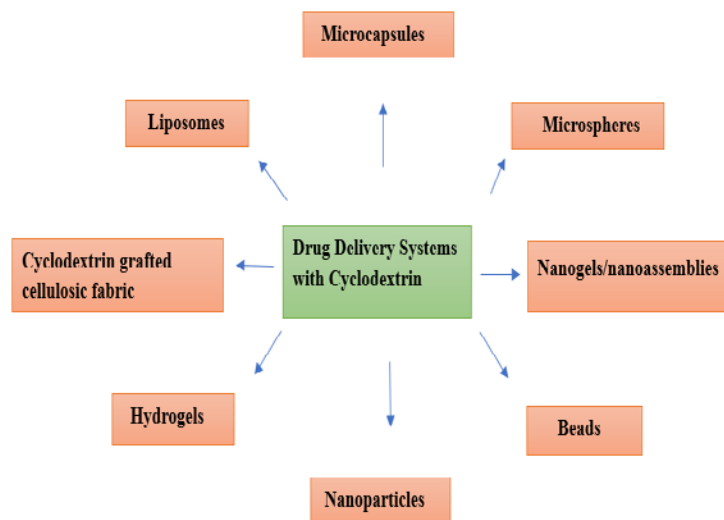 Microcapsules
Liposomes
Microspheres
Drug Delivery Systems
with Cyclodextrin
Cyclodextrin grafted
cellulosic fabric
Nanogels/nanoassemblies
Hydrogels
Beads
Nanoparticles